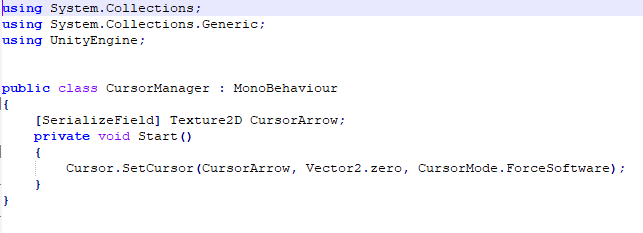 using System.Collections;
using System.Collections.Generic;
using UnityEngine;
public class CursorManager : MonoBehaviour
{
[SerializeField] Texture2D CursorArrow;
private void Start()
{
Cursor.SetCursor(CursorArrow, Vector2.zero, CursorMode.ForceSoftware);
}
}